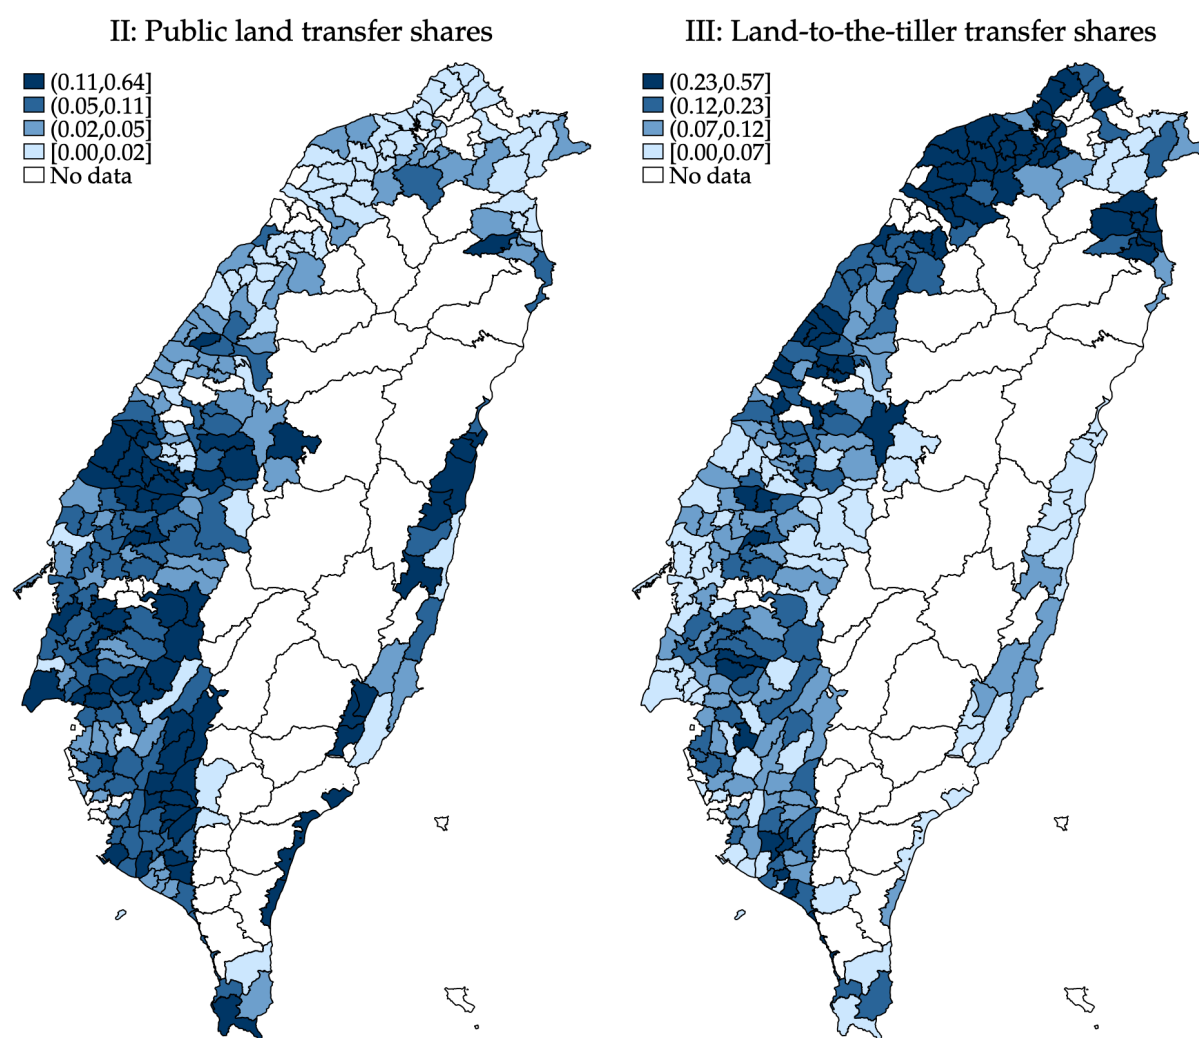 II: Public land transfer shares
(0.11,0.64]
(0.05,0.11]
(0.02,0.05]
[0.00,0.02]
No data
III: Land-to-the-tiller transfer shares
(0.23,0.57]
(0.12,0.23]
(0.07,0.12]
[0.00,0.07]
No data